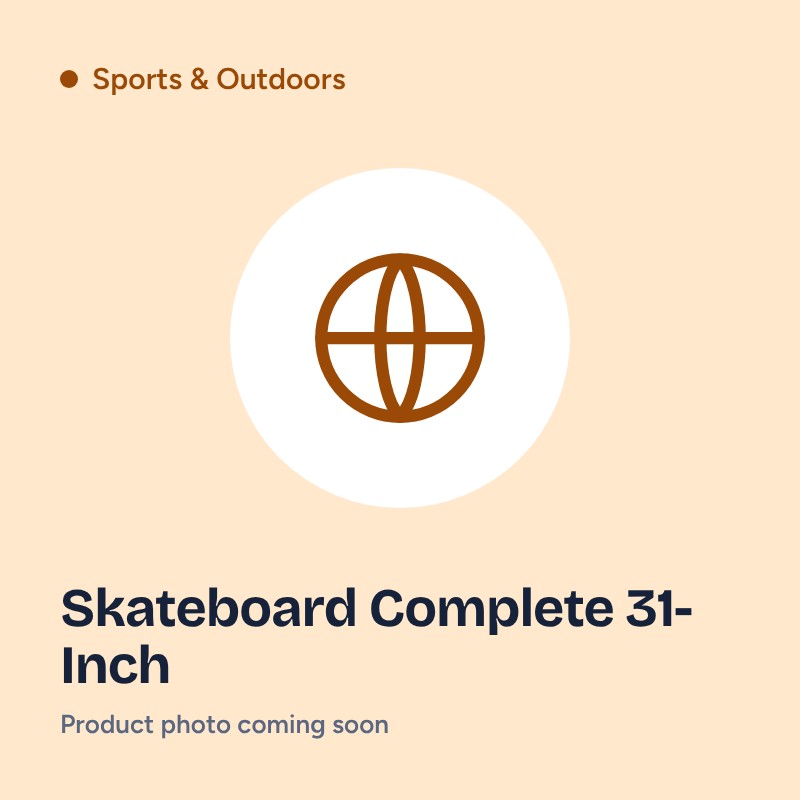 Sports & Outdoors
Skateboard Complete 31-
Inch
Product photo coming soon